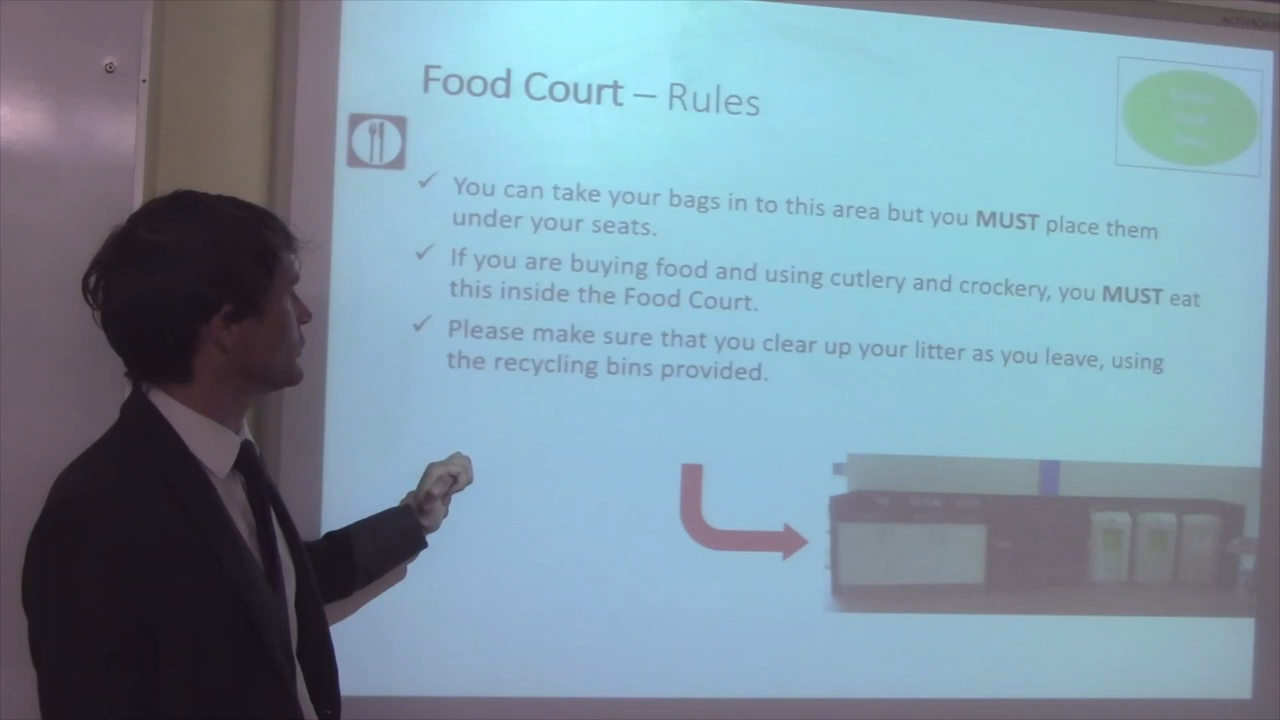 Food Court – Rules
You can take your bags in to this area but you MUST place them
under your seats.
If you are buying food and using cutlery and crockery, you MUST eat
this inside the Food Court.
Please make sure that you clear up your litter as you leave, using
the recycling bins provided.